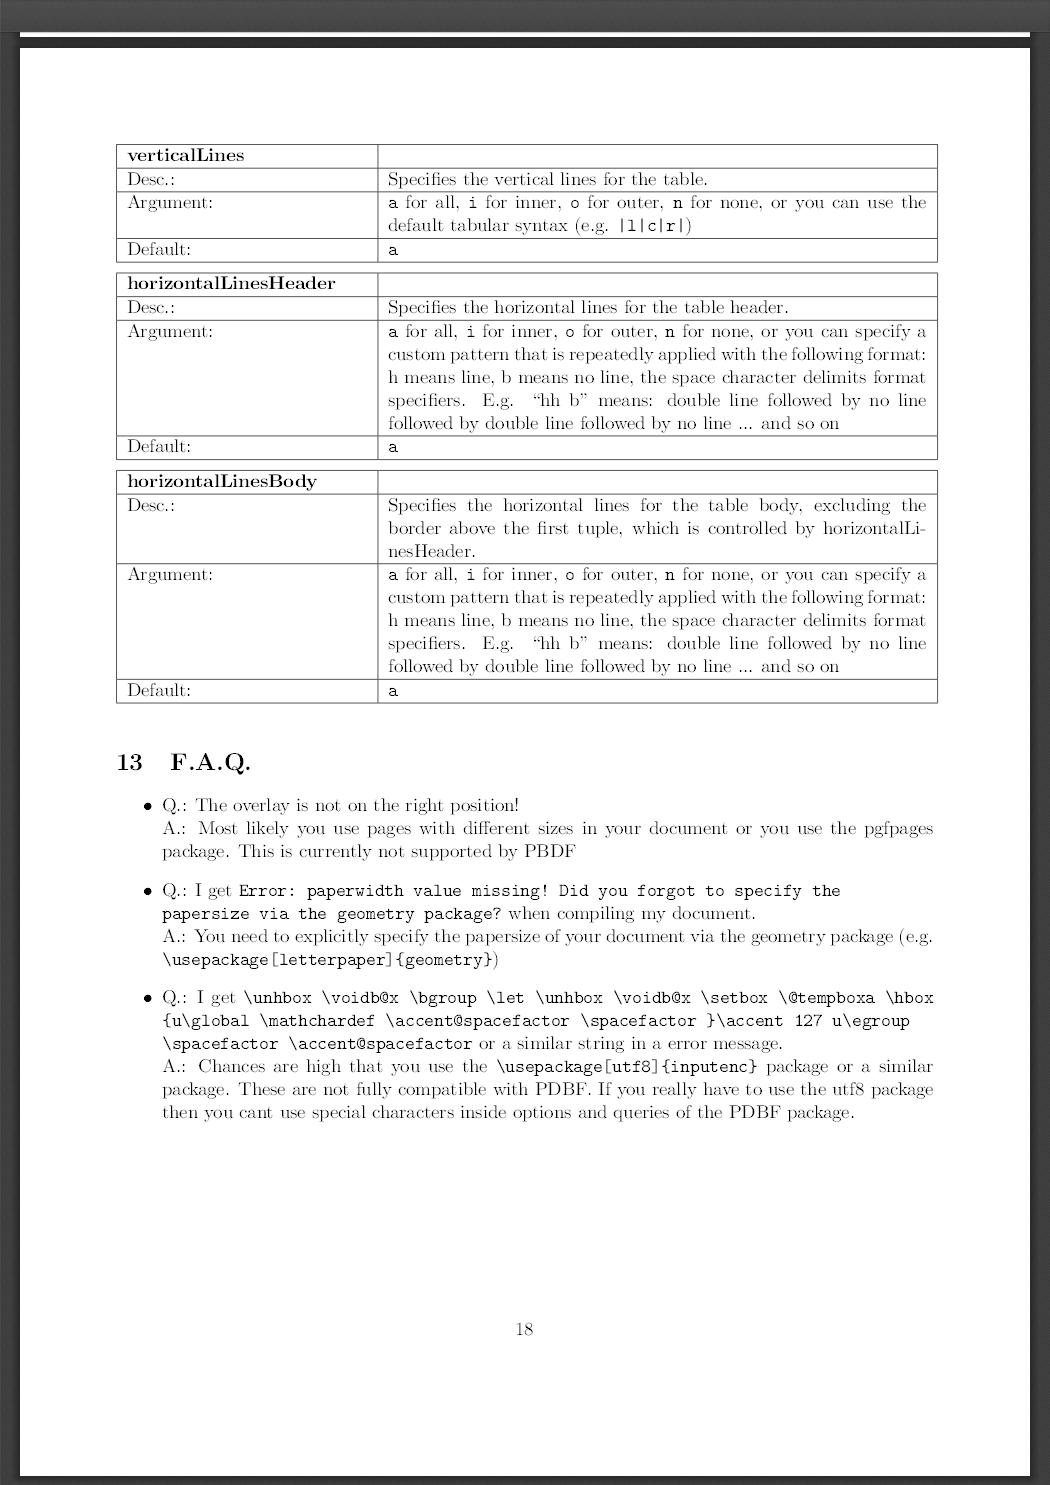 verticalLines
Desc.: Specifies the vertical lines for the table.
Argument: a for all, i for inner, o for outer, n for none, or you can use the
default tabular syntax (e.g. |l|c|r|)
Default: a
horizontalLinesHeader
Desc.: Specifies the horizontal lines for the table header.
Argument: a for all, i for inner, o for outer, n for none, or you can specify a
custom pattern that is repeatedly applied with the following format:
h means line, b means no line, the space character delimits format
specifiers. E.g. “hh b” means: double line followed by no line
followed by double line followed by no line ... and so on
Default: a
horizontalLinesBody
Desc.: Specifies the horizontal lines for the table body, excluding the
border above the first tuple, which is controlled by horizontalLi-
nesHeader.
Argument: a for all, i for inner, o for outer, n for none, or you can specify a
custom pattern that is repeatedly applied with the following format:
h means line, b means no line, the space character delimits format
specifiers. E.g. “hh b” means: double line followed by no line
followed by double line followed by no line ... and so on
Default: a
13 F.A.Q.
• Q.: The overlay is not on the right position!
A.: Most likely you use pages with different sizes in your document or you use the pgfpages
package. This is currently not supported by PBDF
• Q.: I get Error: paperwidth value missing! Did you forgot to specify the
papersize via the geometry package? when compiling my document.
A.: You need to explicitly specify the papersize of your document via the geometry package (e.g.
\usepackage[letterpaper]{geometry})
• Q.: I get \unhbox \voidb@x \bgroup \let \unhbox \voidb@x \setbox \@tempboxa \hbox
{u\global \mathchardef \accent@spacefactor \spacefactor }\accent 127 u\egroup
\spacefactor \accent@spacefactor or a similar string in a error message.
A.: Chances are high that you use the \usepackage[utf8]{inputenc} package or a similar
package. These are not fully compatible with PDBF. If you really have to use the utf8 package
then you cant use special characters inside options and queries of the PDBF package.
18